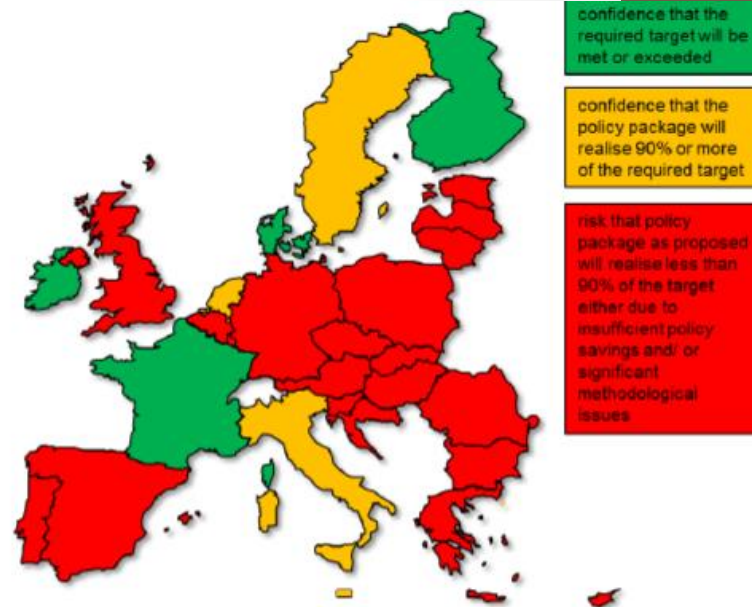 confidence that the
required target will be
met or exceeded
confidence that the
policy package will
realise 90% or more
of the required target
risk that policy
package as proposed
will realise less than
90% of the target
either due to
insufficient policy
savings and/ or
significant
methodological
issues